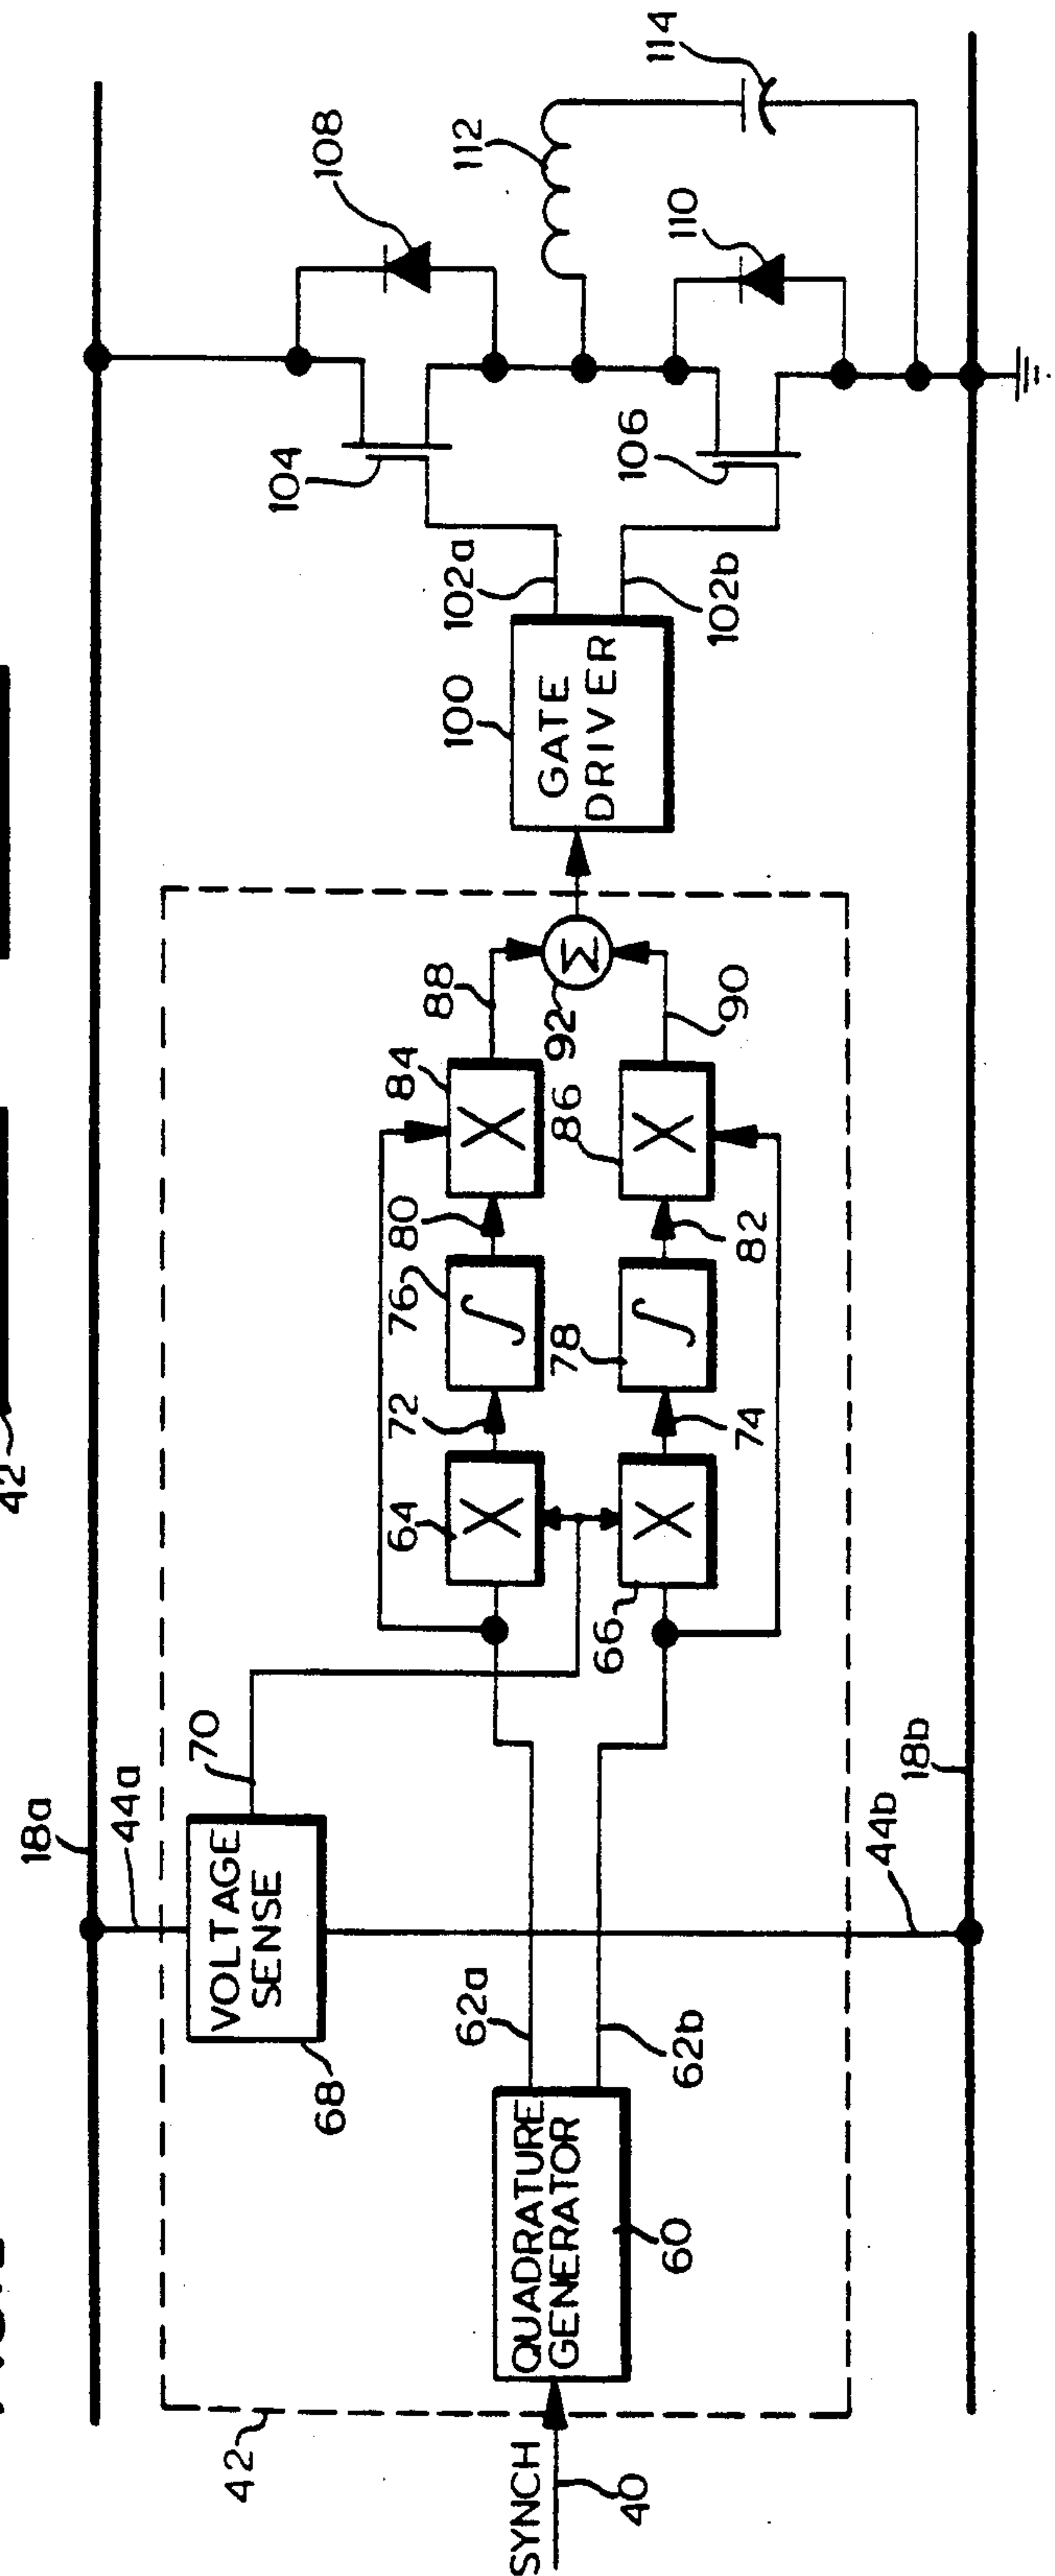 42
18a
44a
70
VOLTAGE
SENSE
68
62a
62b
QUADRATURE
GENERATOR
60
42
SYNCH
40
64
66
72
74
76
78
80
82
84
86
88
90
92
Σ
X
X
X
X
∫
∫
100
GATE
DRIVER
102a
102b
104
106
108
110
112
114
44b
18b